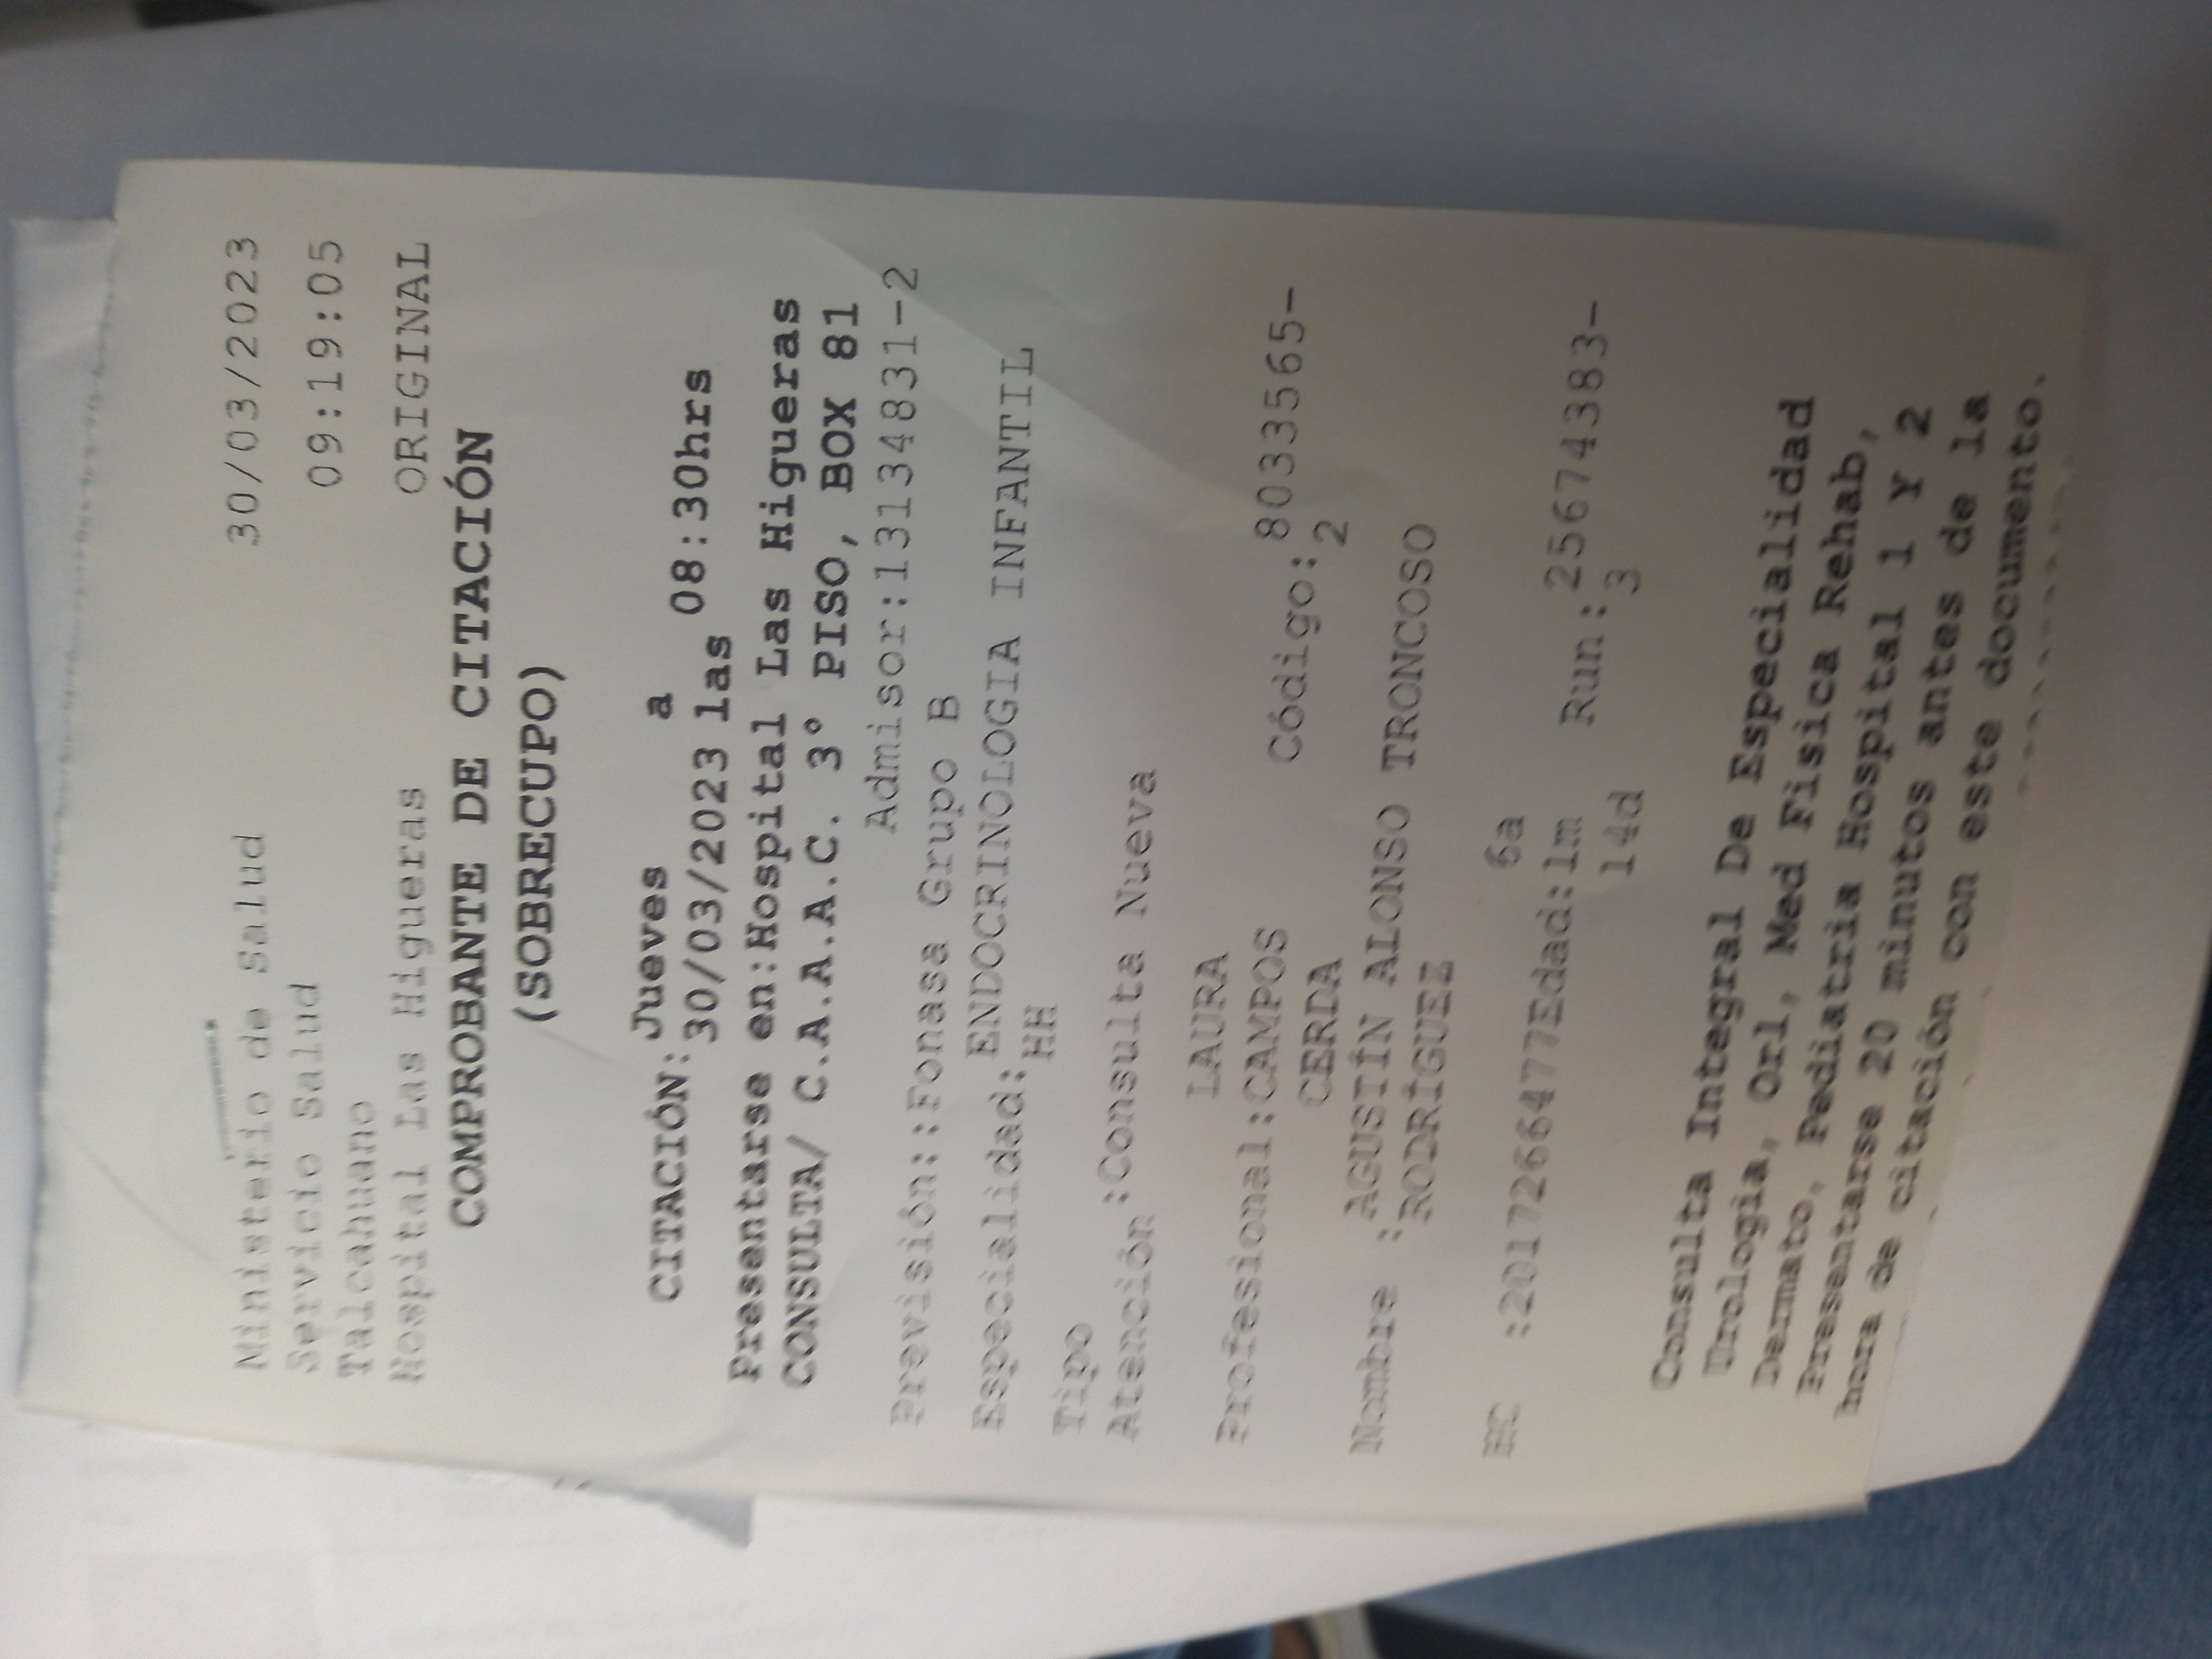 30/03/2023
Ministerio de Salud
Servicio Salud 09:19:05
Talcahuano
Hospital Las Higueras ORIGINAL
COMPROBANTE DE CITACIÓN
(SOBRECUPO)
CITACIÓN: Jueves 30/03/2023 a las 08:30hrs
Presentarse en:Hospital Las Higueras
CONSULTA/ C.A.A.A.C. 3° PISO, BOX 81
Previsión::Fonasa Grupo B Admisor:13134831-2
Especialidad:ENDOCRINOLOGIA INFANTIL
HH
Tipo
Atención :Consulta Nueva
LAURA
Profesional:CAMPOS Código:8033565-
CERDA 2
Nombre :AGUSTÍN ALONSO TRONCOSO
RODRÍGUEZ
6a
HC :2017266477Edad:1m Run:25674383-
14d 3
Consulta Integral De Especialidad
Urologia, Orl, Med Fisica Rehab,
Dermato, Pediatria Hospital 1 Y 2
Presentarse 20 minutos antes de la
hora de citación con este documento.